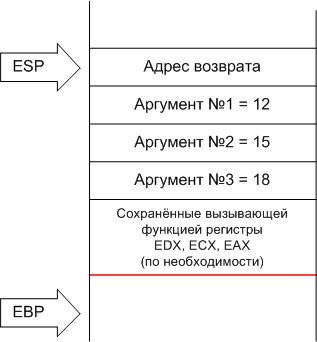 ESP
Адрес возврата
Аргумент №1 = 12
Аргумент №2 = 15
Аргумент №3 = 18
Сохранённые вызывающей
функцией регистры
EDX, ECX, EAX
(по необходимости)
EBP